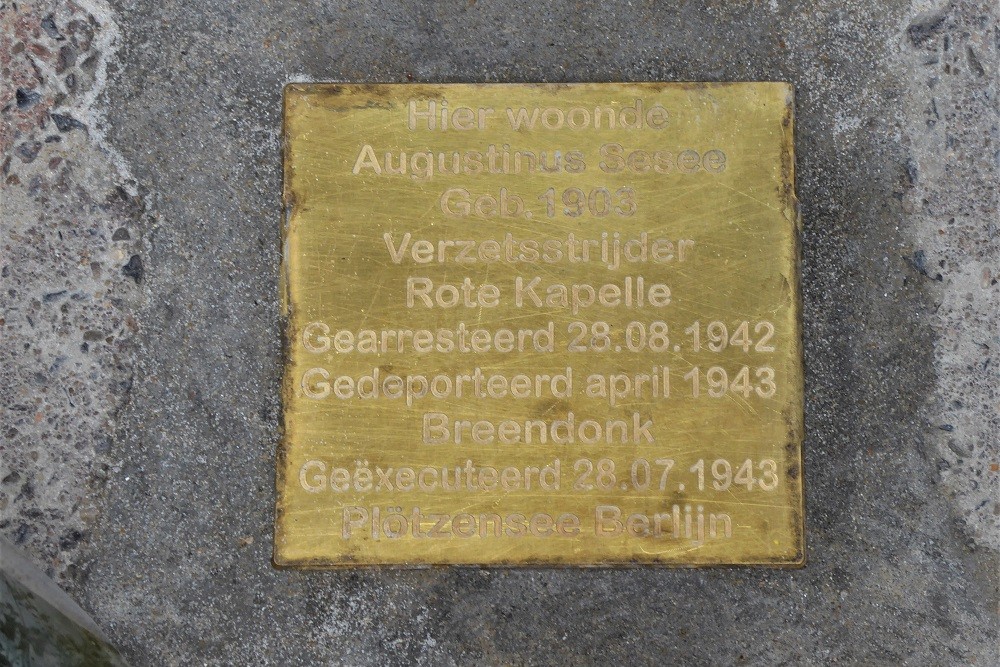 Hier woonde
Augustinus Sesee
Geb.1903
Verzetsstrijder
Rote Kapelle
Gearresteerd 28.08.1942
Gedeporteerd april 1943
Breendonk
Geëxecuteerd 28.07.1943
Plötzensee Berlijn